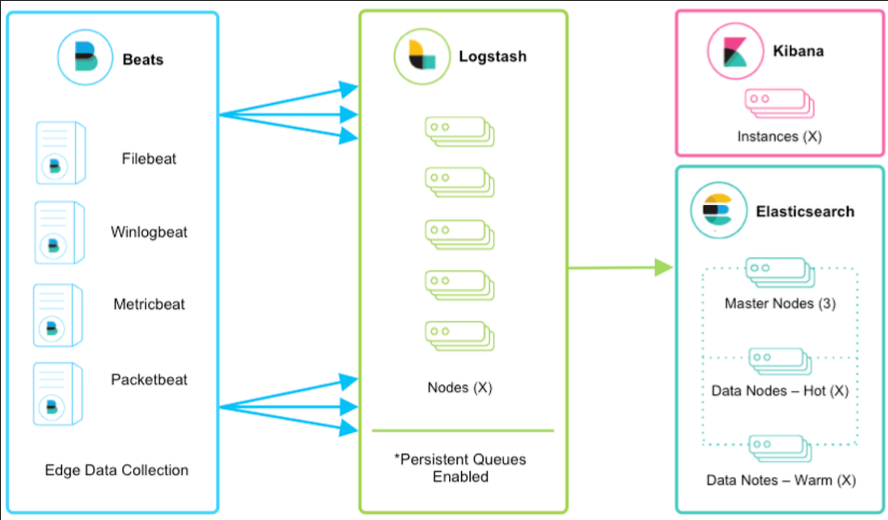 Beats
Filebeat
Winlogbeat
Metricbeat
Packetbeat
Edge Data Collection
Logstash
Nodes (X)
*Persistent Queues
Enabled
Kibana
Instances (X)
Elasticsearch
Master Nodes (3)
Data Nodes – Hot (X)
Data Notes – Warm (X)